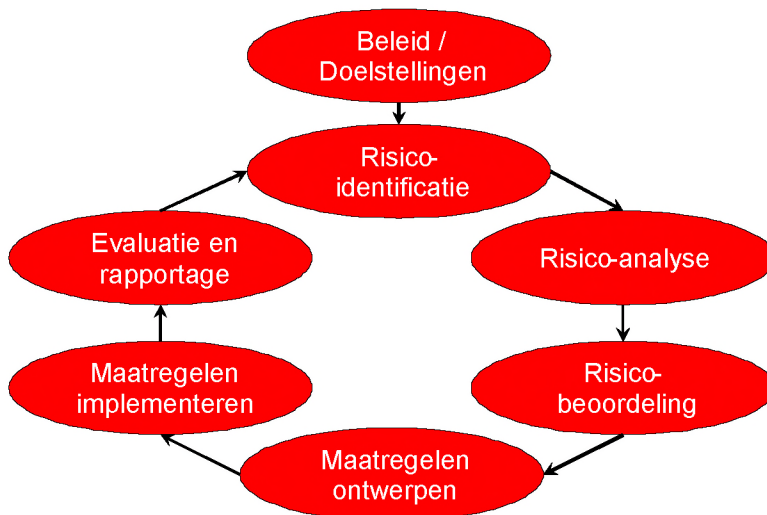 Beleid /
Doelstellingen
Risico-
identificatie
Risico-analyse
Risico-
beoordeling
Maatregelen
ontwerpen
Maatregelen
implementeren
Evaluatie en
rapportage